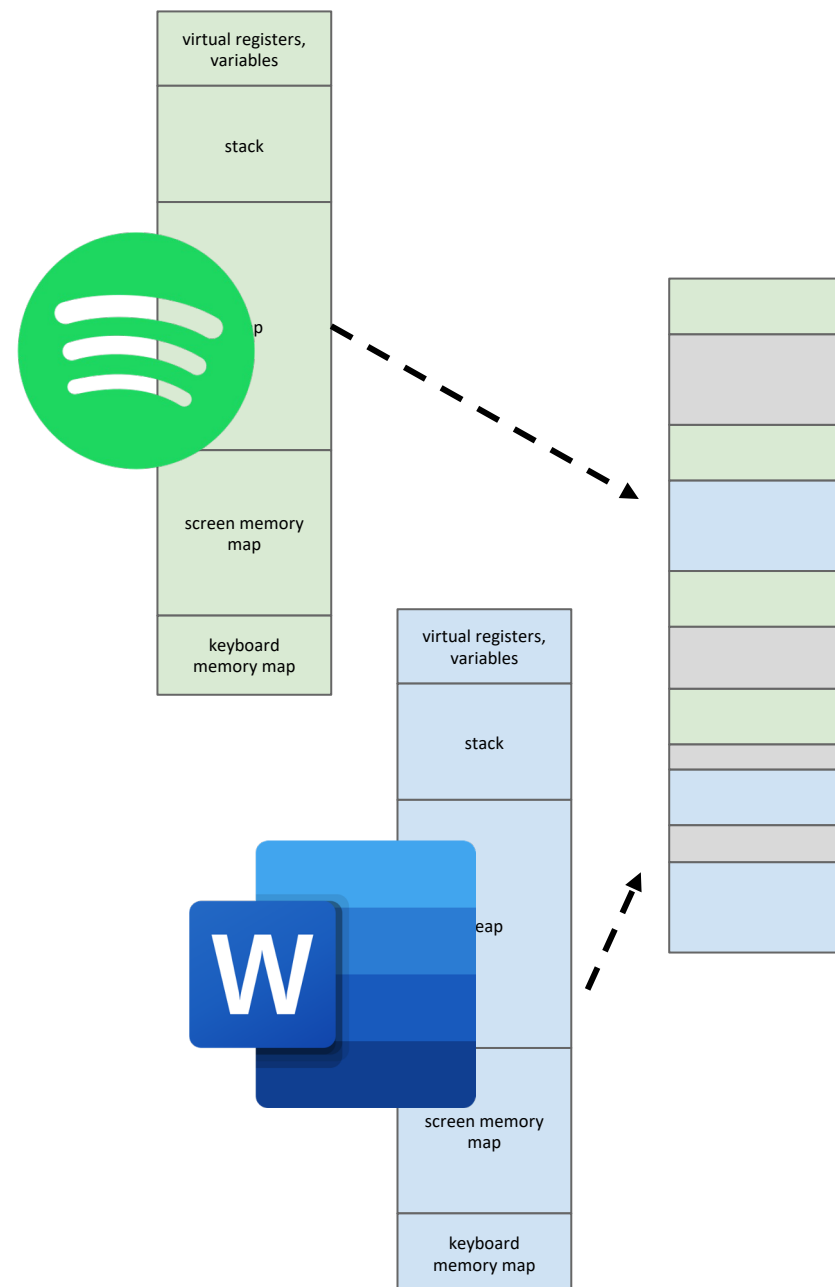 virtual registers,
variables
stack
screen memory
map
keyboard
memory map
virtual registers,
variables
stack
W
eap
screen memory
map
keyboard
memory map